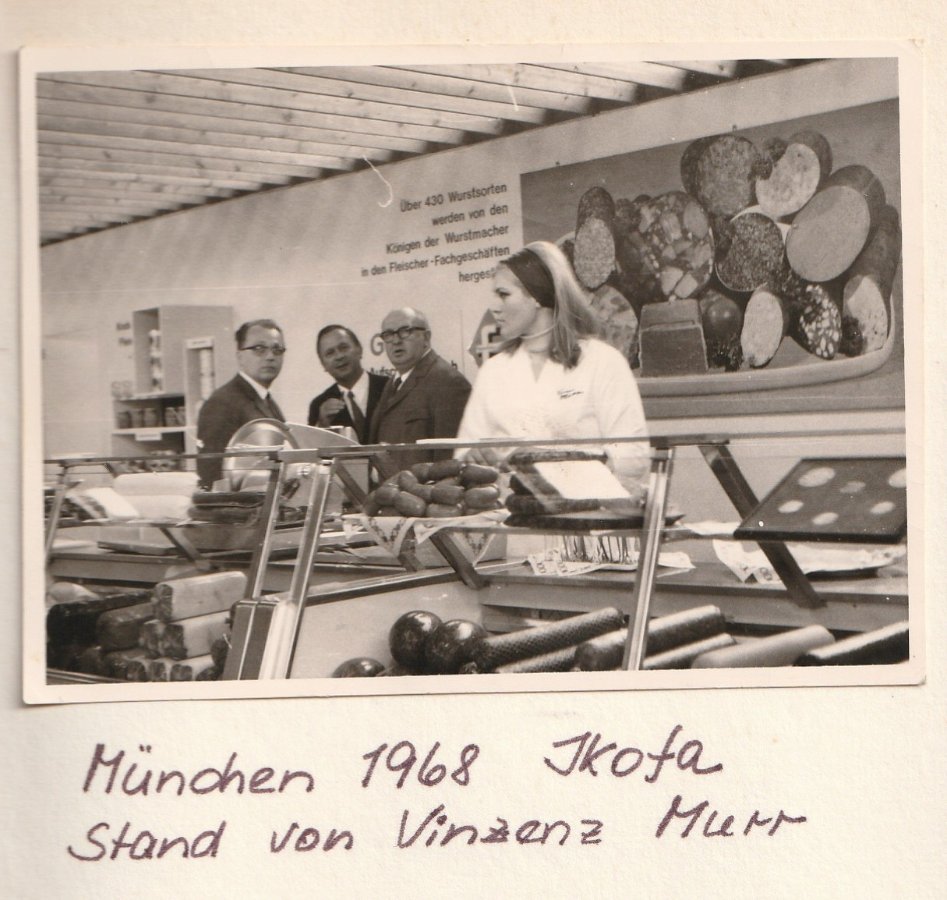 Über 430 Wurstsorten
werden von den
Königen der Wurstmacher
in den Fleischer-Fachgeschäften
München 1968 Ikofa
Stand von Vinzenz Murr